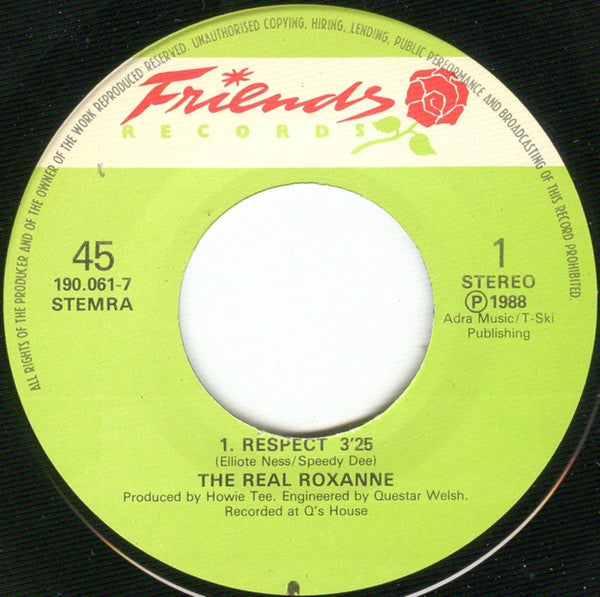 ALL RIGHTS OF THE PRODUCER AND OF THE OWNER OF THE WORK REPRODUCED RESERVED. UNAUTHORISED COPYING, HIRING, LENDING, PUBLIC PERFORMANCE AND BROADCASTING OF THIS RECORD PROHIBITED.
Friends
RECORDS
45
190.061-7
STEMRA
1
STEREO
Ⓟ1988
Adra Music/T-Ski
Publishing
1. RESPECT 3'25
(Elliote Ness/Speedy Dee)
THE REAL ROXANNE
Produced by Howie Tee. Engineered by Questar Welsh.
Recorded at Q's House